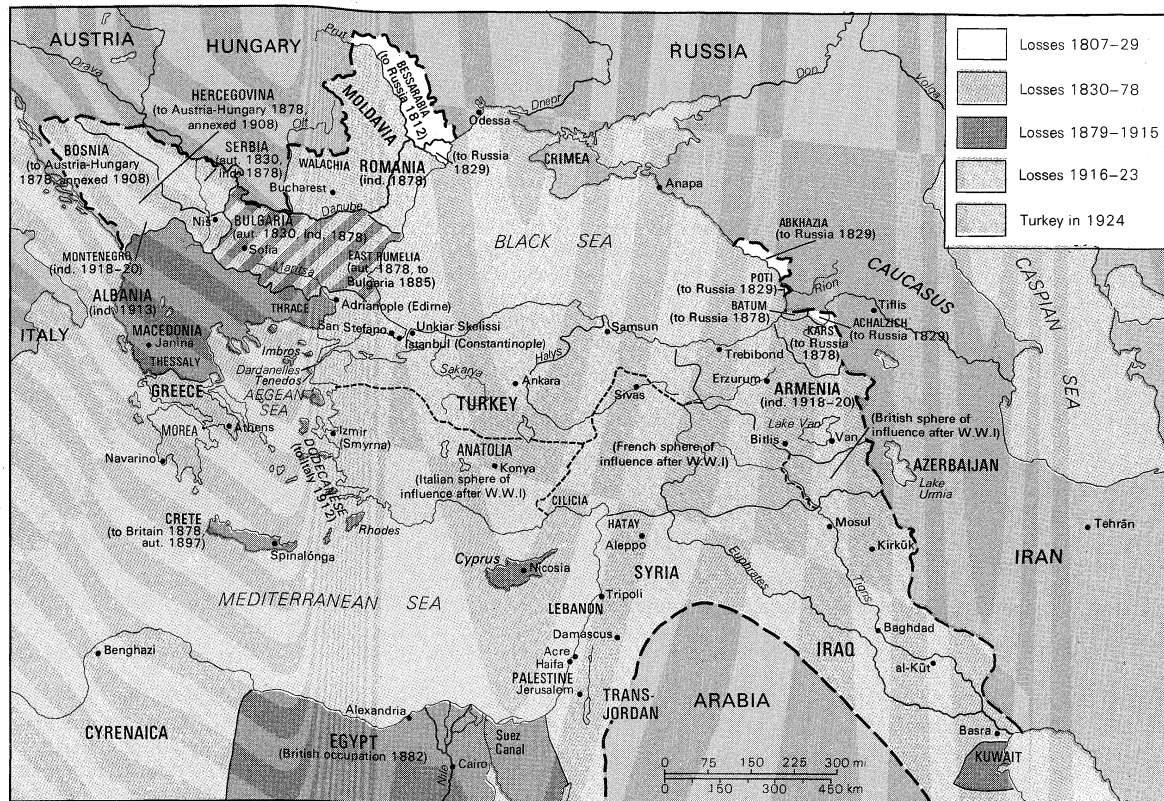 AUSTRIA
HUNGARY
RUSSIA
Drava
Prut
BESSARABIA
(to Russia 1812)
MOLDAVIA
Olt
Dnepr
Don
Volga
Odessa
(to Russia
1829)
CRIMEA
Anapa
HERCEGOVINA
(to Austria-Hungary 1878,
annexed 1908)
BOSNIA
(to Austria-Hungary
1878, annexed 1908)
SERBIA
(aut. 1830,
ind. 1878)
WALACHIA
ROMANIA
(ind. 1878)
Bucharest
Danube
Niš
BULGARIA
(aut. 1830, ind. 1878)
Sofia
Maritsa
EAST RUMELIA
(aut. 1878, to
Bulgaria 1885)
BLACK SEA
ABKHAZIA
(to Russia 1829)
POTI
(to Russia 1829)
Rion
CAUCASUS
CASPIAN
SEA
BATUM
(to Russia 1878)
Tiflis
ACHALZICH
(to Russia 1829)
KARS
(to Russia
1878)
MONTENEGRO
(ind. 1918-20)
ALBANIA
(ind. 1913)
THRACE
Adrianople (Edirne)
ITALY
MACEDONIA
Janina
THESSALY
San Stefano
Unkiar Skelissi
Istanbul (Constantinople)
Samsun
Trebibond
Imbros
Dardanelles
Tenedos
Sakarya
Halys
Ankara
Sivas
Erzurum
ARMENIA
(ind. 1918-20)
GREECE
AEGEAN
SEA
TURKEY
Lake Van
Bitlis
Van
(British sphere of
influence after W.W.I)
MOREA
Athens
Izmir
(Smyrna)
Navarino
DODECANESE
(to Italy 1912)
ANATOLIA
Konya
(Italian sphere of
influence after W.W.I)
(French sphere of
influence after W.W.I)
CILICIA
AZERBAIJAN
Lake
Urmia
CRETE
(to Britain 1878,
aut. 1897)
Spinalónga
Rhodes
HATAY
Aleppo
Mosul
Kirkūk
Tehrān
IRAN
Cyprus
Nicosia
SYRIA
Euphrates
Tigris
MEDITERRANEAN SEA
Tripoli
LEBANON
Damascus
Acre
Haifa
PALESTINE
Jerusalem
TRANS-
JORDAN
IRAQ
Baghdad
al-Kūt
Benghazi
CYRENAICA
Alexandria
EGYPT
(British occupation 1882)
Suez
Canal
Nile
Cairo
ARABIA
Basra
KUWAIT
0 75 150 225 300 mi
0 150 300 450 km
Losses 1807-29
Losses 1830-78
Losses 1879-1915
Losses 1916-23
Turkey in 1924